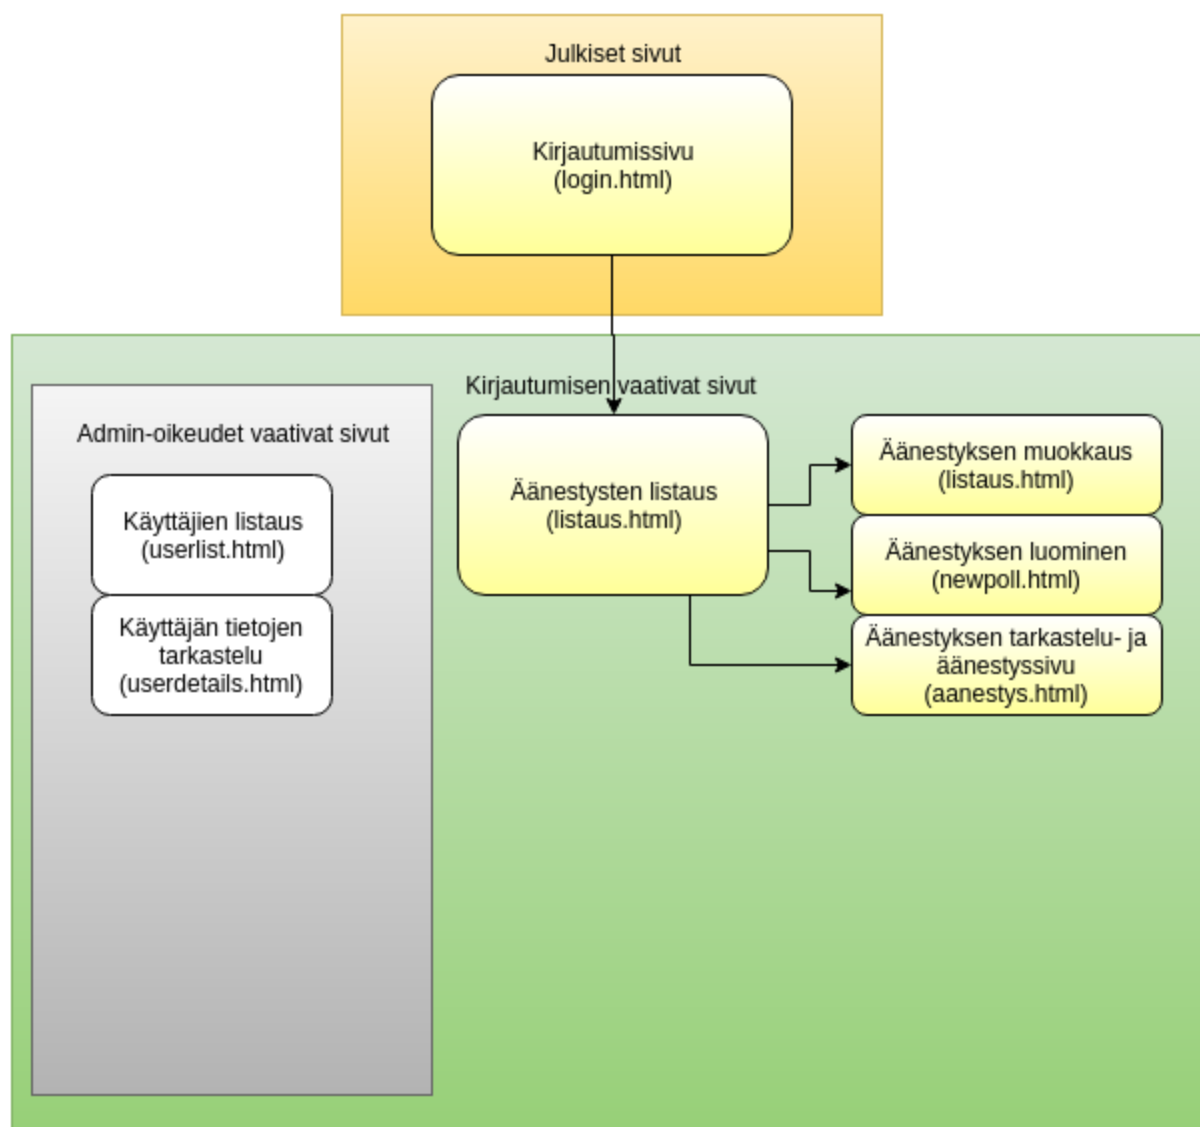 Julkiset sivut
Kirjautumissivu
(login.html)
Kirjautumisen vaativat sivut
Admin-oikeudet vaativat sivut
Käyttäjien listaus
(userlist.html)
Käyttäjän tietojen
tarkastelu
(userdetails.html)
Äänestysten listaus
(listaus.html)
Äänestyksen muokkaus
(listaus.html)
Äänestyksen luominen
(newpoll.html)
Äänestyksen tarkastelu- ja
äänestyssivu
(aanestys.html)